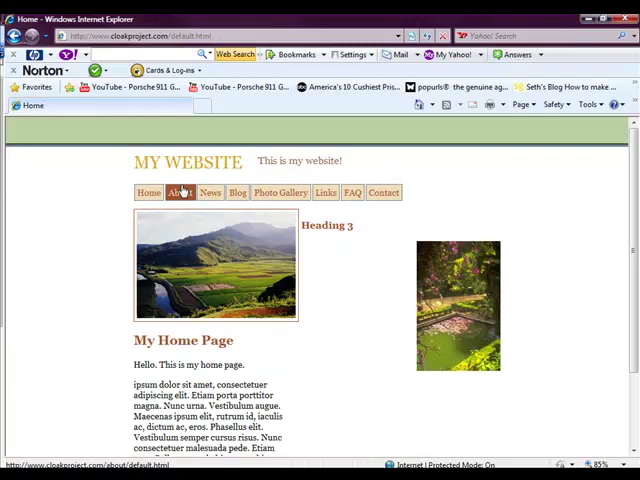 Home - Windows Internet Explorer
http://www.cloakproject.com/default.html
Yahoo! Search
hp Y! Web Search Bookmarks Settings Mail My Yahoo! Answers
Norton Cards & Log-ins
Favorites YouTube - Porsche 911 G... YouTube - Porsche 911 G... America's 10 Cushiest Pris... popurls® the genuine ag... Seth's Blog How to make ...
Home Page Safety Tools
MY WEBSITE This is my website!
Home About News Blog Photo Gallery Links FAQ Contact
Heading 3
My Home Page
Hello. This is my home page.
ipsum dolor sit amet, consectetuer
adipiscing elit. Etiam porta porttitor
magna. Nunc urna. Vestibulum augue.
Maecenas ipsum elit, rutrum id, iaculis
ac, dictum ac, eros. Phasellus elit.
Vestibulum semper cursus risus. Nunc
consectetuer malesuada pede. Etiam
http://www.cloakproject.com/about/default.html Internet | Protected Mode: On 85%